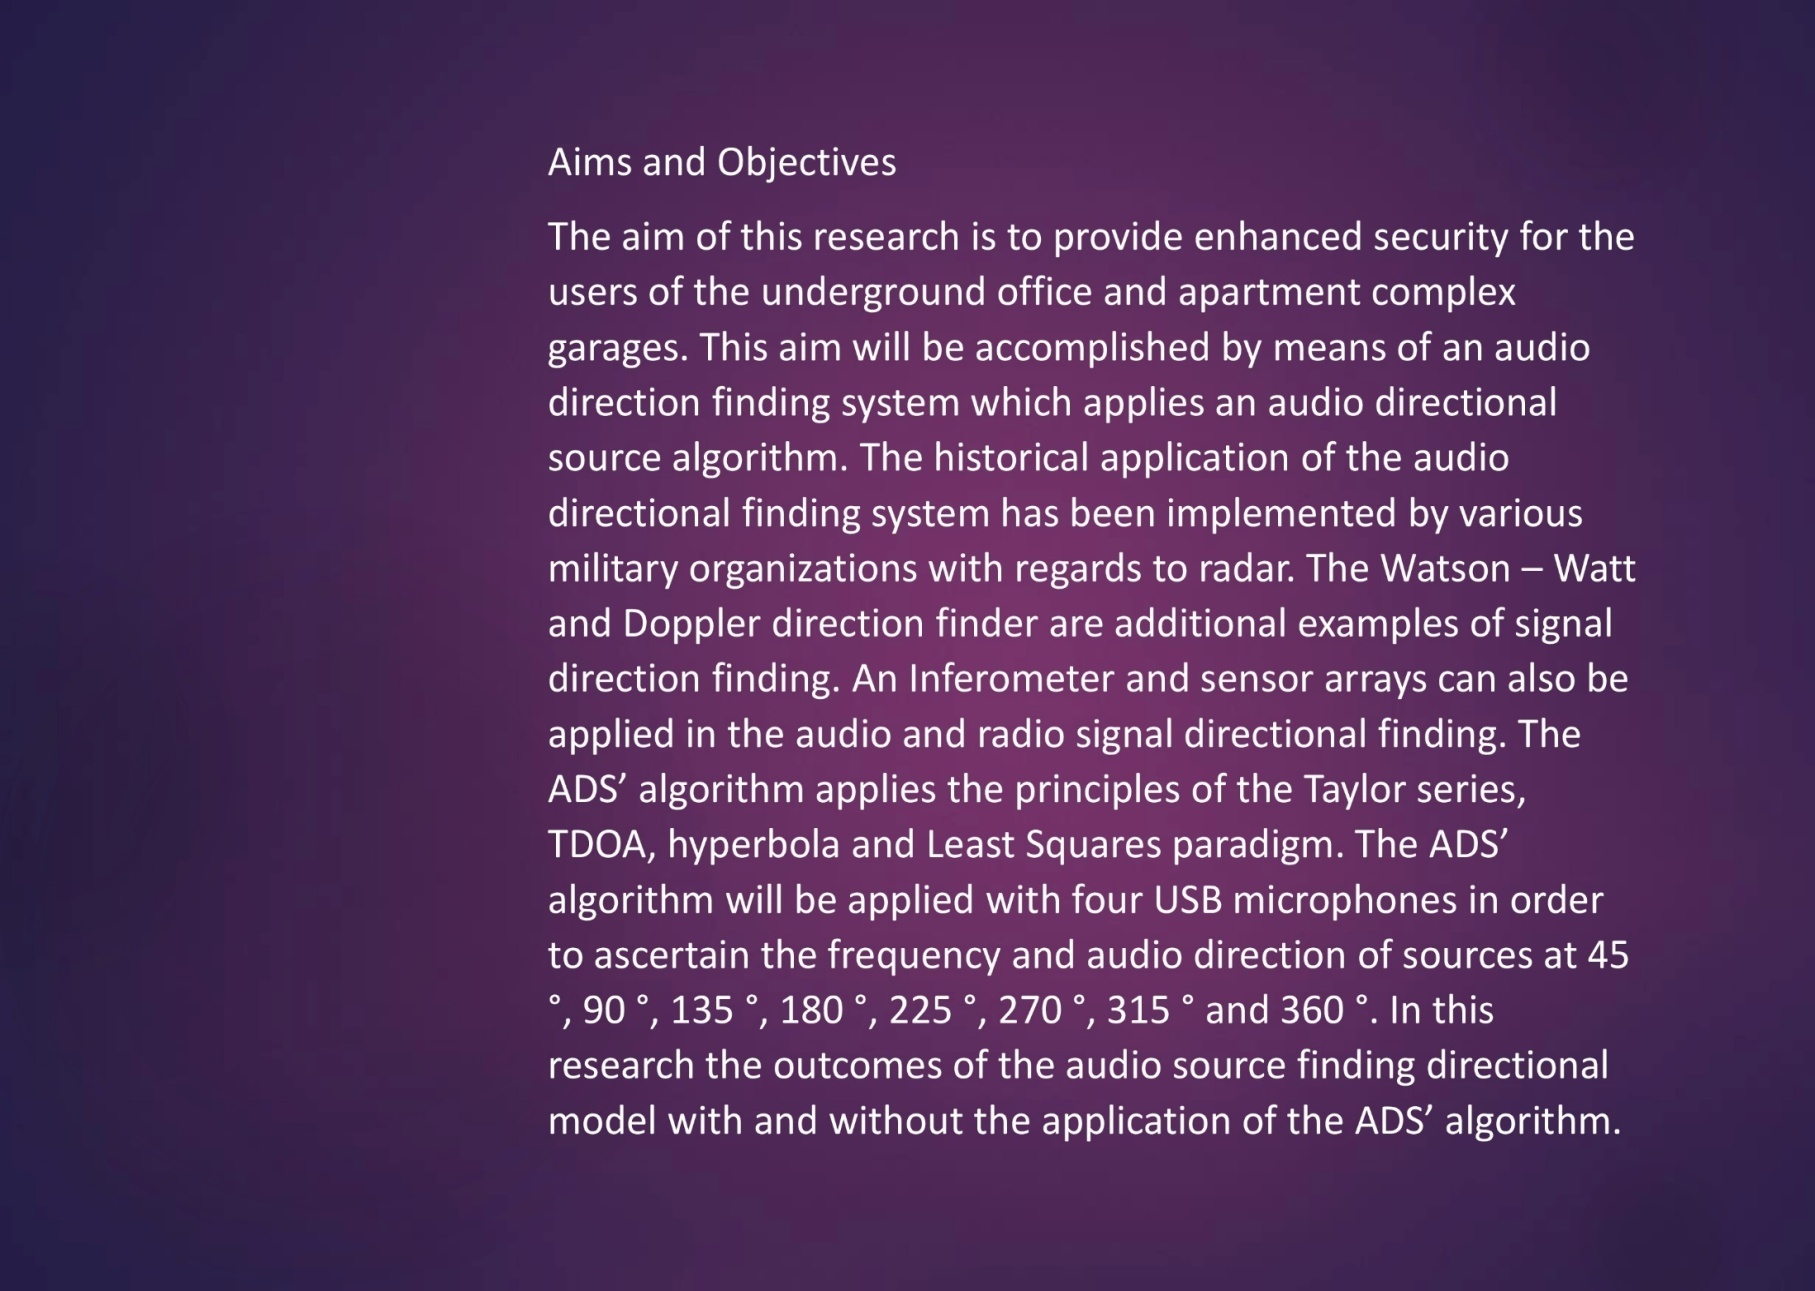 Aims and Objectives
The aim of this research is to provide enhanced security for the
users of the underground office and apartment complex
garages. This aim will be accomplished by means of an audio
direction finding system which applies an audio directional
source algorithm. The historical application of the audio
directional finding system has been implemented by various
military organizations with regards to radar. The Watson – Watt
and Doppler direction finder are additional examples of signal
direction finding. An Inferometer and sensor arrays can also be
applied in the audio and radio signal directional finding. The
ADS’ algorithm applies the principles of the Taylor series,
TDOA, hyperbola and Least Squares paradigm. The ADS’
algorithm will be applied with four USB microphones in order
to ascertain the frequency and audio direction of sources at 45
°, 90 °, 135 °, 180 °, 225 °, 270 °, 315 ° and 360 °. In this
research the outcomes of the audio source finding directional
model with and without the application of the ADS’ algorithm.